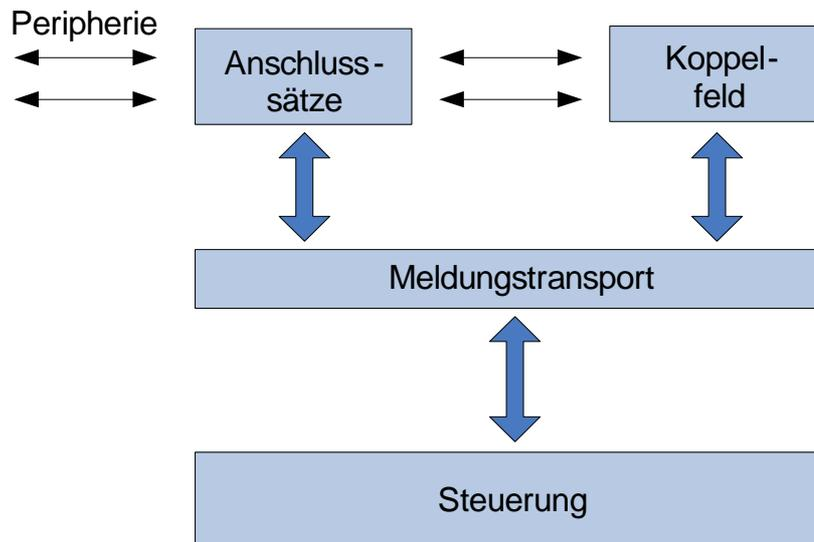 Peripherie
Anschluss-
sätze
Koppel-
feld
Meldungstransport
Steuerung